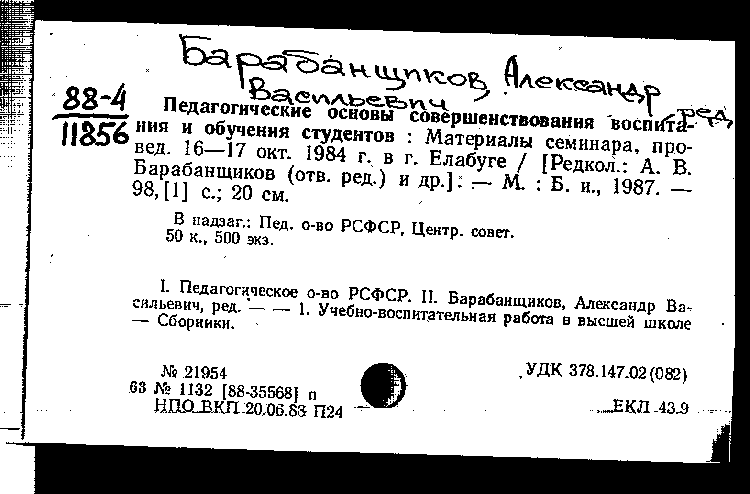 Барабанщиков, Александр
Васильевич, ред.
88-4
11856
Педагогические основы совершенствования воспита-
ния и обучения студентов : Материалы семинара, про-
вед. 16—17 окт. 1984 г. в г. Елабуге / [Редкол.: А. В.
Барабанщиков (отв. ред.) и др.]. — М. : Б. и., 1987. —
98,[1] с.; 20 см.
В надзаг.: Пед. о-во РСФСР, Центр. совет.
50 к., 500 экз.
I. Педагогическое о-во РСФСР. II. Барабанщиков, Александр Ва-
сильевич, ред. — — 1. Учебно-воспитательная работа в высшей школе
— Сборники.
№ 21954
УДК 378.147.02(082)
63 № 1132 [88-35568] п
НПО ВКП 20.06.88 П24
ЕКЛ 43.9